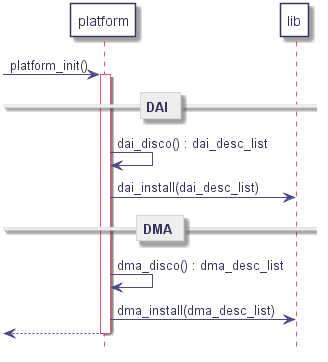 platform lib
platform_init()
DAI
dai_disco() : dai_desc_list
dai_install(dai_desc_list)
DMA
dma_disco() : dma_desc_list
dma_install(dma_desc_list)